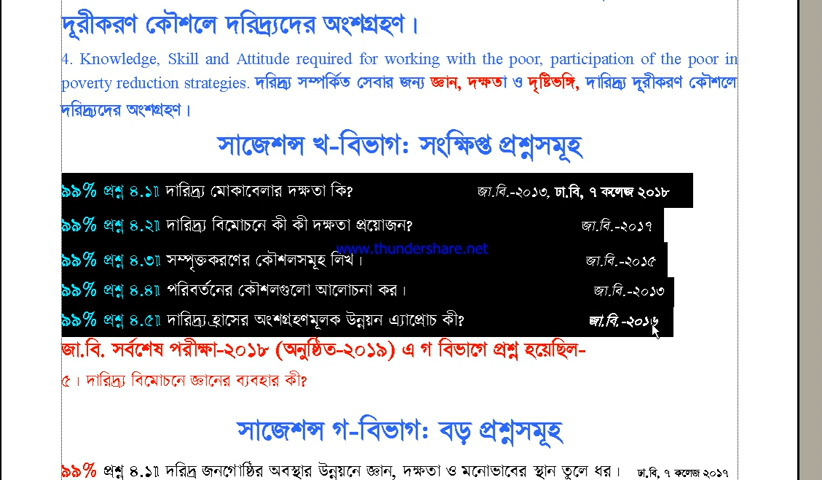 দূরীকরণ কৌশলে দরিদ্র্যদের অংশগ্রহণ।
4. Knowledge, Skill and Attitude required for working with the poor, participation of the poor in
poverty reduction strategies. দরিদ্র্য সম্পর্কিত সেবার জন্য জ্ঞান, দক্ষতা ও দৃষ্টিভঙ্গি, দারিদ্র্য দূরীকরণ কৌশলে
দরিদ্র্যদের অংশগ্রহণ।
সাজেশন্স খ-বিভাগ: সংক্ষিপ্ত প্রশ্নসমূহ
৯৯% প্রশ্ন ৪.১॥ দারিদ্র্য মোকাবেলার দক্ষতা কি? জা.বি.-২০১৩, ঢা.বি, ৭ কলেজ ২০১৮
৯৯% প্রশ্ন ৪.২॥ দারিদ্র্য বিমোচনে কী কী দক্ষতা প্রয়োজন? জা.বি.-২০১৭
www.thundershare.net
৯৯% প্রশ্ন ৪.৩॥ সম্পৃক্তকরণের কৌশলসমূহ লিখ। জা.বি.-২০১৫
৯৯% প্রশ্ন ৪.৪॥ পরিবর্তনের কৌশলগুলো আলোচনা কর। জা.বি.-২০১৩
৯৯% প্রশ্ন ৪.৫॥ দারিদ্র্য হ্রাসের অংশগ্রহণমূলক উন্নয়ন এ্যাপ্রোচ কী? জা.বি.-২০১৬
জা.বি. সর্বশেষ পরীক্ষা-২০১৮ (অনুষ্ঠিত-২০১৯) এ গ বিভাগে প্রশ্ন হয়েছিল-
৫। দারিদ্র্য বিমোচনে জ্ঞানের ব্যবহার কী?
সাজেশন্স গ-বিভাগ: বড় প্রশ্নসমূহ
৯৯% প্রশ্ন ৪.১॥ দরিদ্র জনগোষ্ঠির অবস্থার উন্নয়নে জ্ঞান, দক্ষতা ও মনোভাবের স্থান তুলে ধর। ঢা.বি, ৭ কলেজ ২০১৭